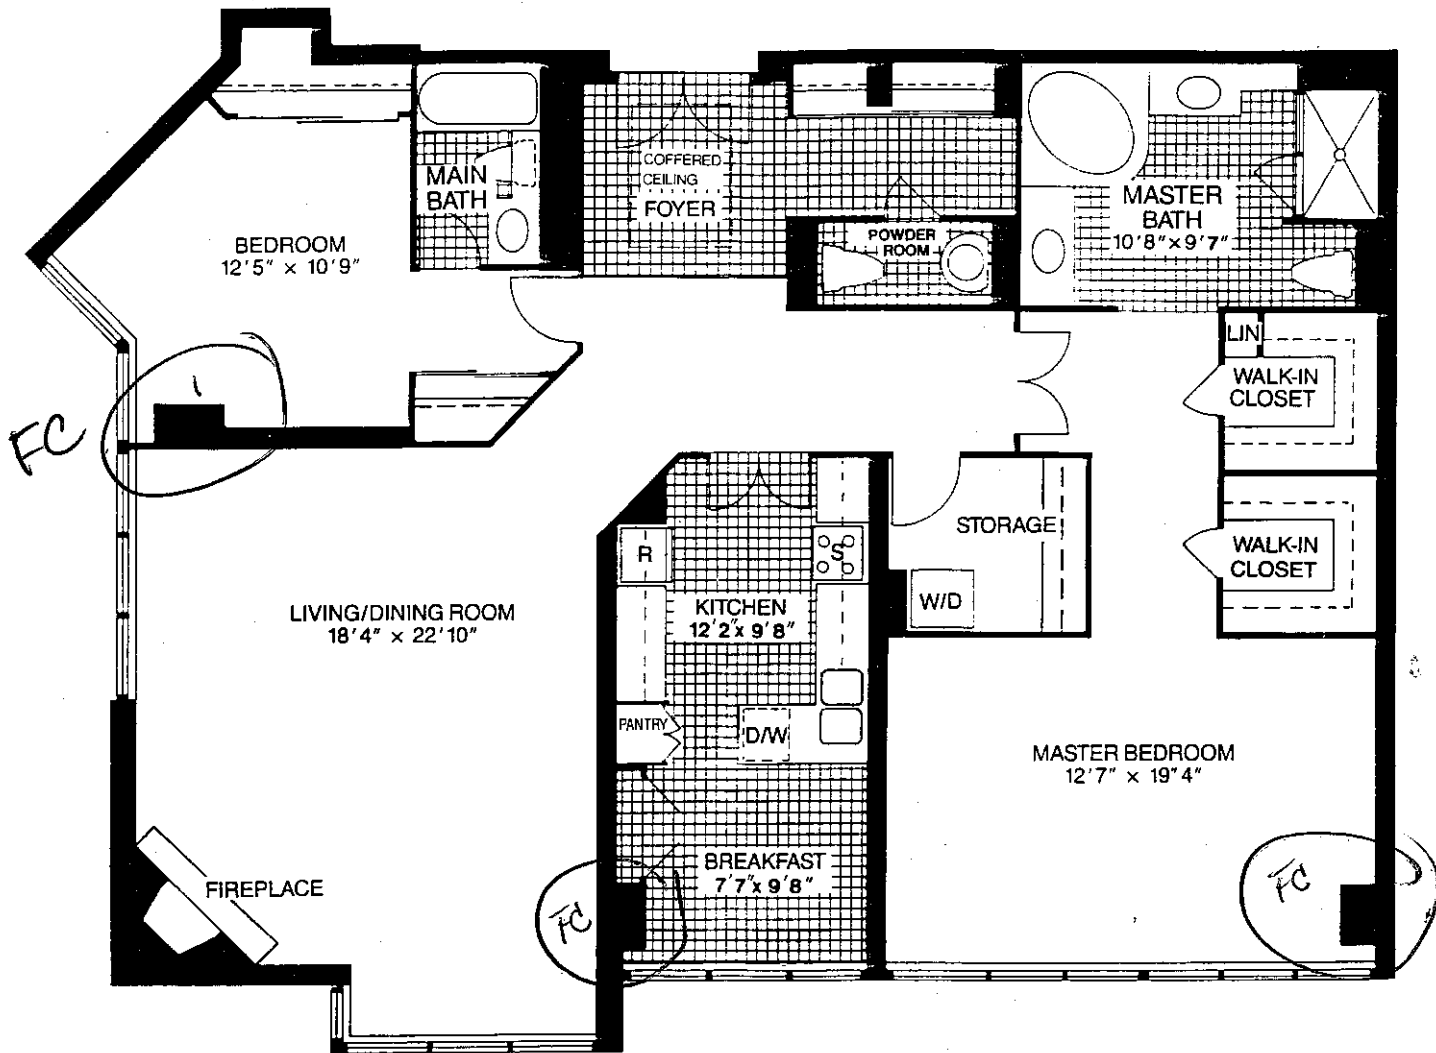 COFFERED
CEILING
FOYER
MAIN
BATH
MASTER
BATH
10'8" × 9'7"
POWDER
ROOM
BEDROOM
12'5" × 10'9"
LIN
WALK-IN
CLOSET
FC
STORAGE
R
S
WALK-IN
CLOSET
W/D
KITCHEN
12'2" x 9'8"
LIVING/DINING ROOM
18'4" × 22'10"
PANTRY
D/W
MASTER BEDROOM
12'7" × 19"4"
BREAKFAST
7'7" x 9'8"
FIREPLACE
FC
FC